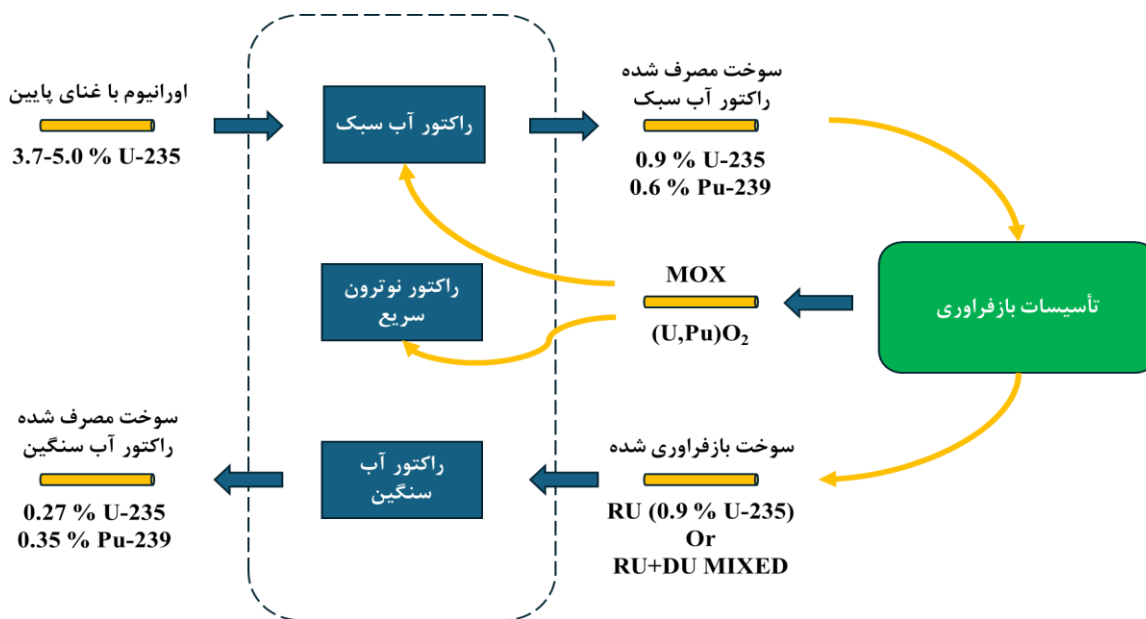 اورانیوم با غنای پایین
3.7-5.0 % U-235
راکتور آب سبک
سوخت مصرف شده
راکتور آب سبک
0.9 % U-235
0.6 % Pu-239
راکتور نوترون
سریع
MOX
(U,Pu)O₂
تأسیسات بازفراوری
سوخت مصرف شده
راکتور آب سنگین
0.27 % U-235
0.35 % Pu-239
راکتور آب
سنگین
سوخت بازفراوری شده
RU (0.9 % U-235)
Or
RU+DU MIXED